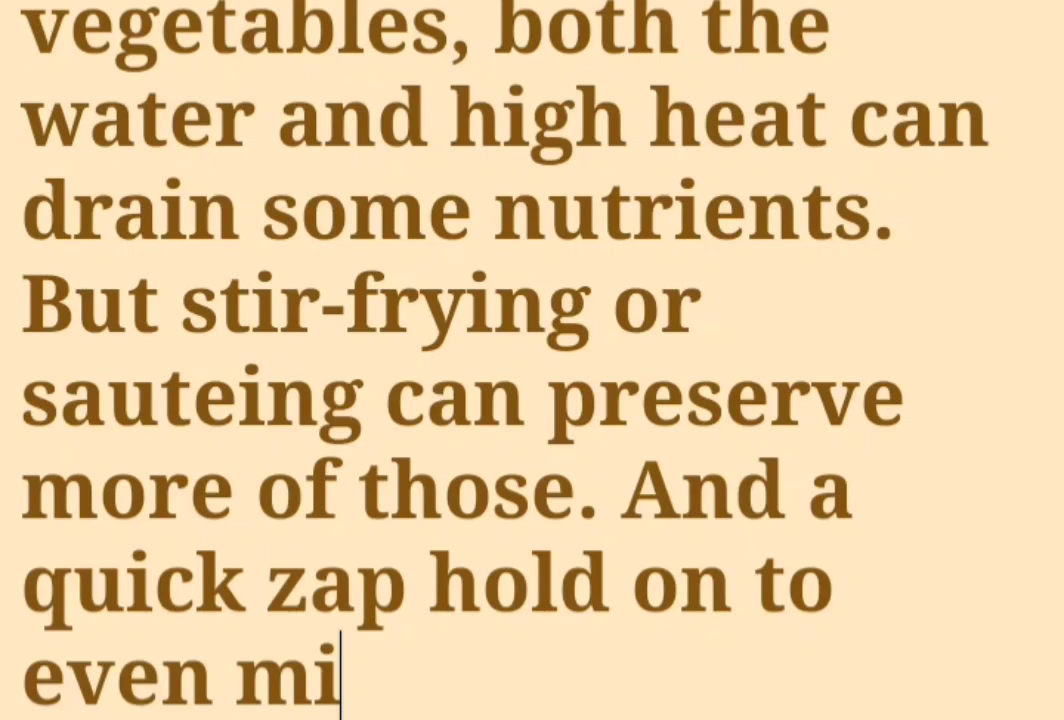 vegetables, both the
water and high heat can
drain some nutrients.
But stir-frying or
sauteing can preserve
more of those. And a
quick zap hold on to
even mi